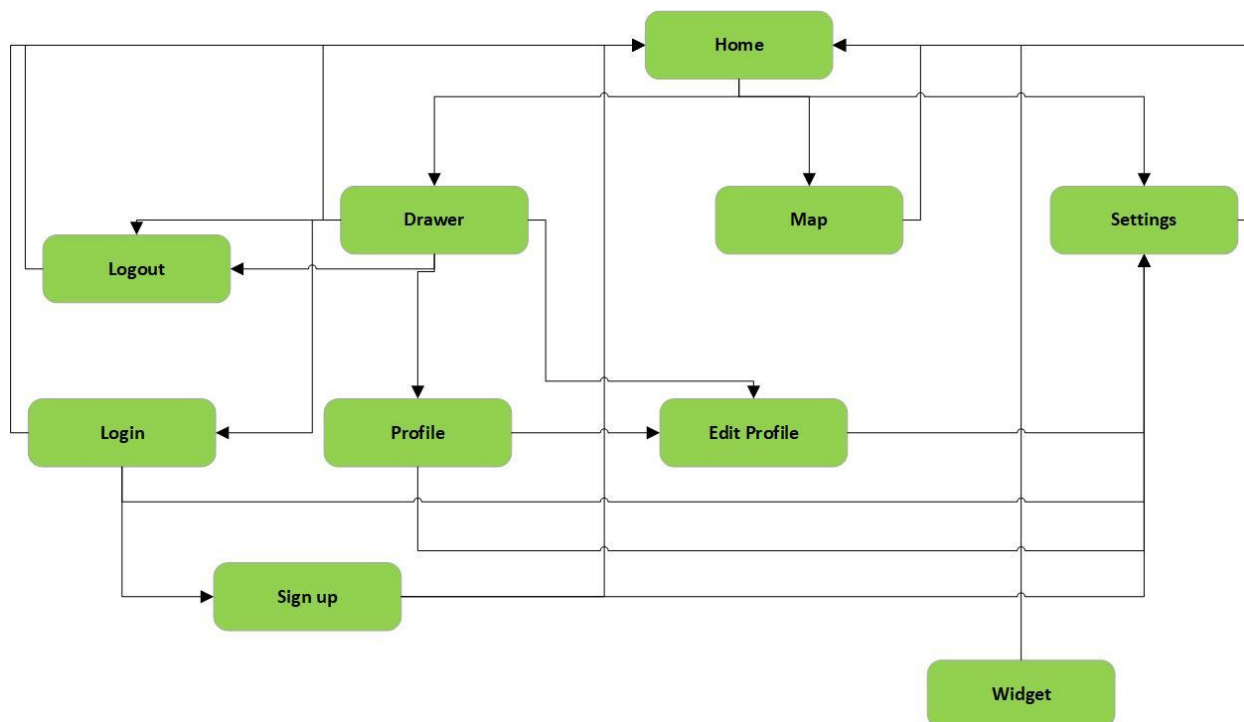 Home
Drawer
Map
Settings
Logout
Login
Profile
Edit Profile
Sign up
Widget